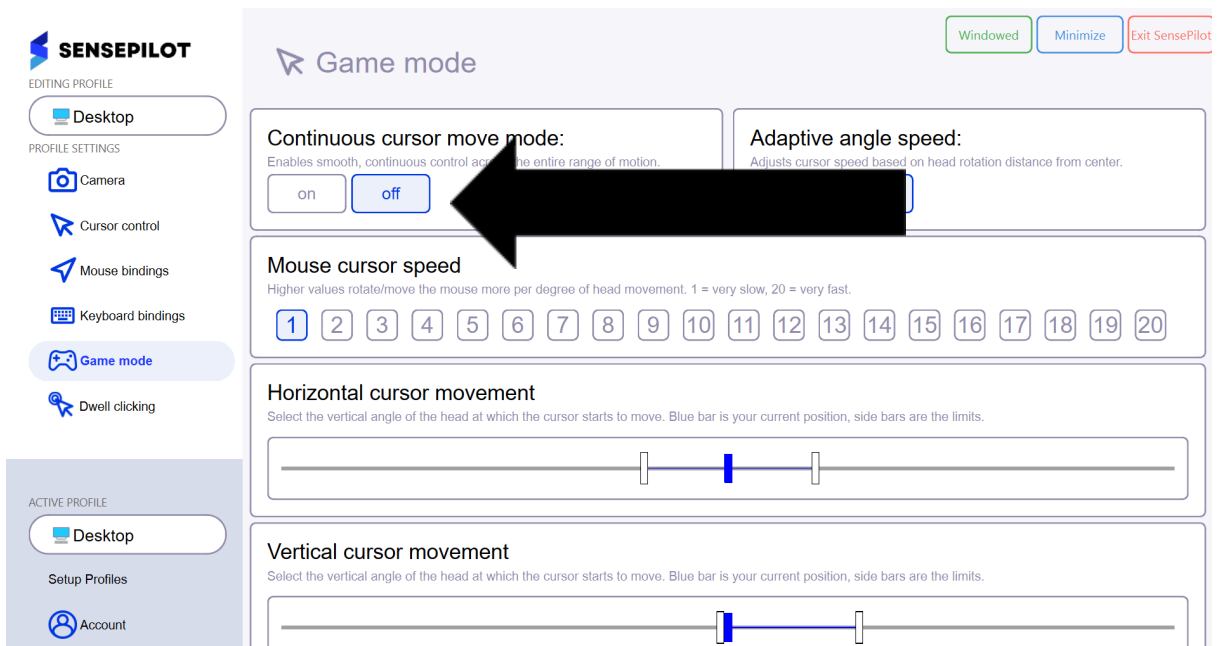 SENSEPILOT
EDITING PROFILE
Desktop
PROFILE SETTINGS
Camera
Cursor control
Mouse bindings
Keyboard bindings
Game mode
Dwell clicking
ACTIVE PROFILE
Desktop
Setup Profiles
Account
Windowed
Minimize
Exit SensePilot
Game mode
Continuous cursor move mode:
Enables smooth, continuous control across the entire range of motion.
on
off
Adaptive angle speed:
Adjusts cursor speed based on head rotation distance from center.
Mouse cursor speed
Higher values rotate/move the mouse more per degree of head movement. 1 = very slow, 20 = very fast.
1 2 3 4 5 6 7 8 9 10 11 12 13 14 15 16 17 18 19 20
Horizontal cursor movement
Select the vertical angle of the head at which the cursor starts to move. Blue bar is your current position, side bars are the limits.
Vertical cursor movement
Select the vertical angle of the head at which the cursor starts to move. Blue bar is your current position, side bars are the limits.